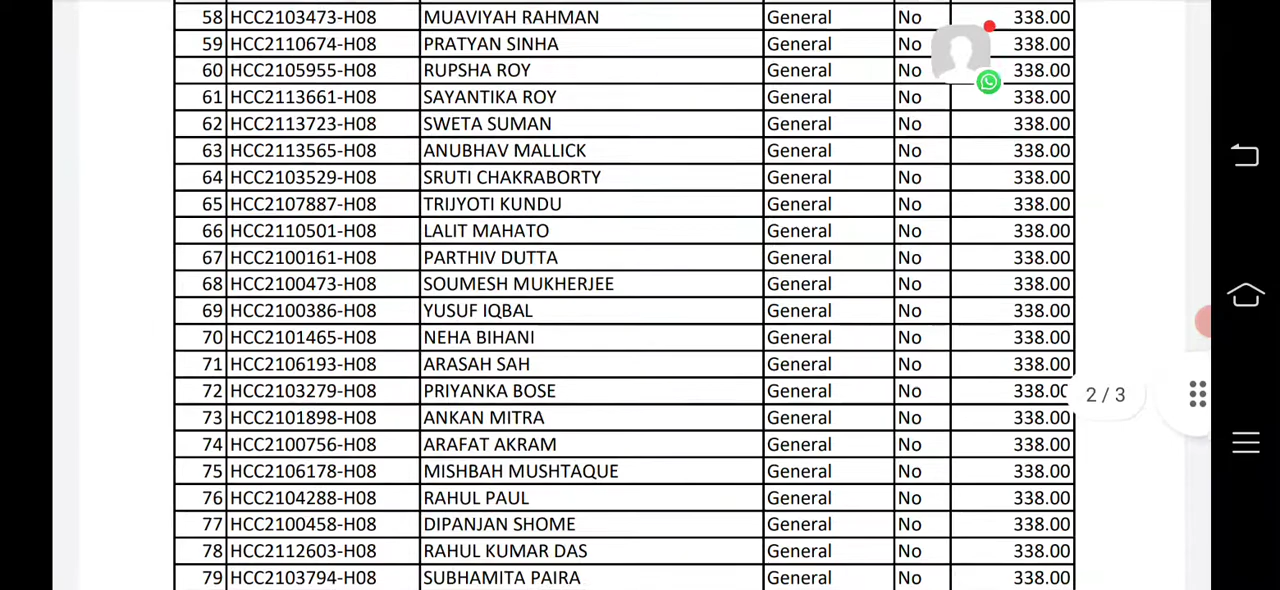 58 HCC2103473-H08 MUAVIYAH RAHMAN General No 338.00
59 HCC2110674-H08 PRATYAN SINHA General No 338.00
60 HCC2105955-H08 RUPSHA ROY General No 338.00
61 HCC2113661-H08 SAYANTIKA ROY General No 338.00
62 HCC2113723-H08 SWETA SUMAN General No 338.00
63 HCC2113565-H08 ANUBHAV MALLICK General No 338.00
64 HCC2103529-H08 SRUTI CHAKRABORTY General No 338.00
65 HCC2107887-H08 TRIJYOTI KUNDU General No 338.00
66 HCC2110501-H08 LALIT MAHATO General No 338.00
67 HCC2100161-H08 PARTHIV DUTTA General No 338.00
68 HCC2100473-H08 SOUMESH MUKHERJEE General No 338.00
69 HCC2100386-H08 YUSUF IQBAL General No 338.00
70 HCC2101465-H08 NEHA BIHANI General No 338.00
71 HCC2106193-H08 ARASAH SAH General No 338.00
72 HCC2103279-H08 PRIYANKA BOSE General No 338.00 2 / 3
73 HCC2101898-H08 ANKAN MITRA General No 338.00
74 HCC2100756-H08 ARAFAT AKRAM General No 338.00
75 HCC2106178-H08 MISHBAH MUSHTAQUE General No 338.00
76 HCC2104288-H08 RAHUL PAUL General No 338.00
77 HCC2100458-H08 DIPANJAN SHOME General No 338.00
78 HCC2112603-H08 RAHUL KUMAR DAS General No 338.00
79 HCC2103794-H08 SUBHAMITA PAIRA General No 338.00